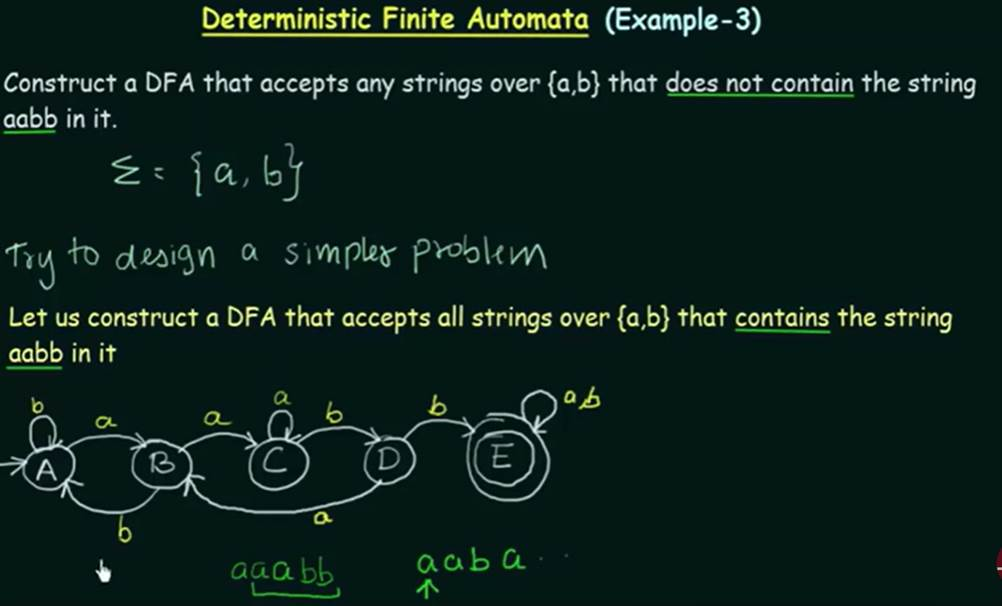 Deterministic Finite Automata (Example-3)
Construct a DFA that accepts any strings over {a,b} that does not contain the string
aabb in it.
Σ = {a, b}
Try to design a simpler problem
Let us construct a DFA that accepts all strings over {a,b} that contains the string
aabb in it
b a a a b b a,b
A B C D E
b a
aaabb aaba . .